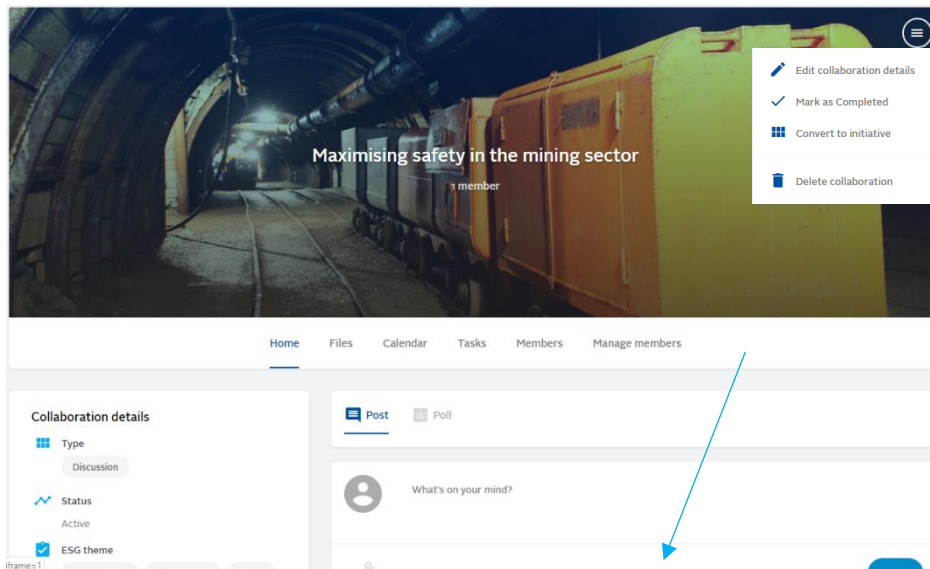 Edit collaboration details
Mark as Completed
Convert to initiative
Delete collaboration
Maximising safety in the mining sector
1 member
Home Files Calendar Tasks Members Manage members
Collaboration details
Type
Discussion
Status
Active
ESG theme
Post Poll
What's on your mind?
iframe=1